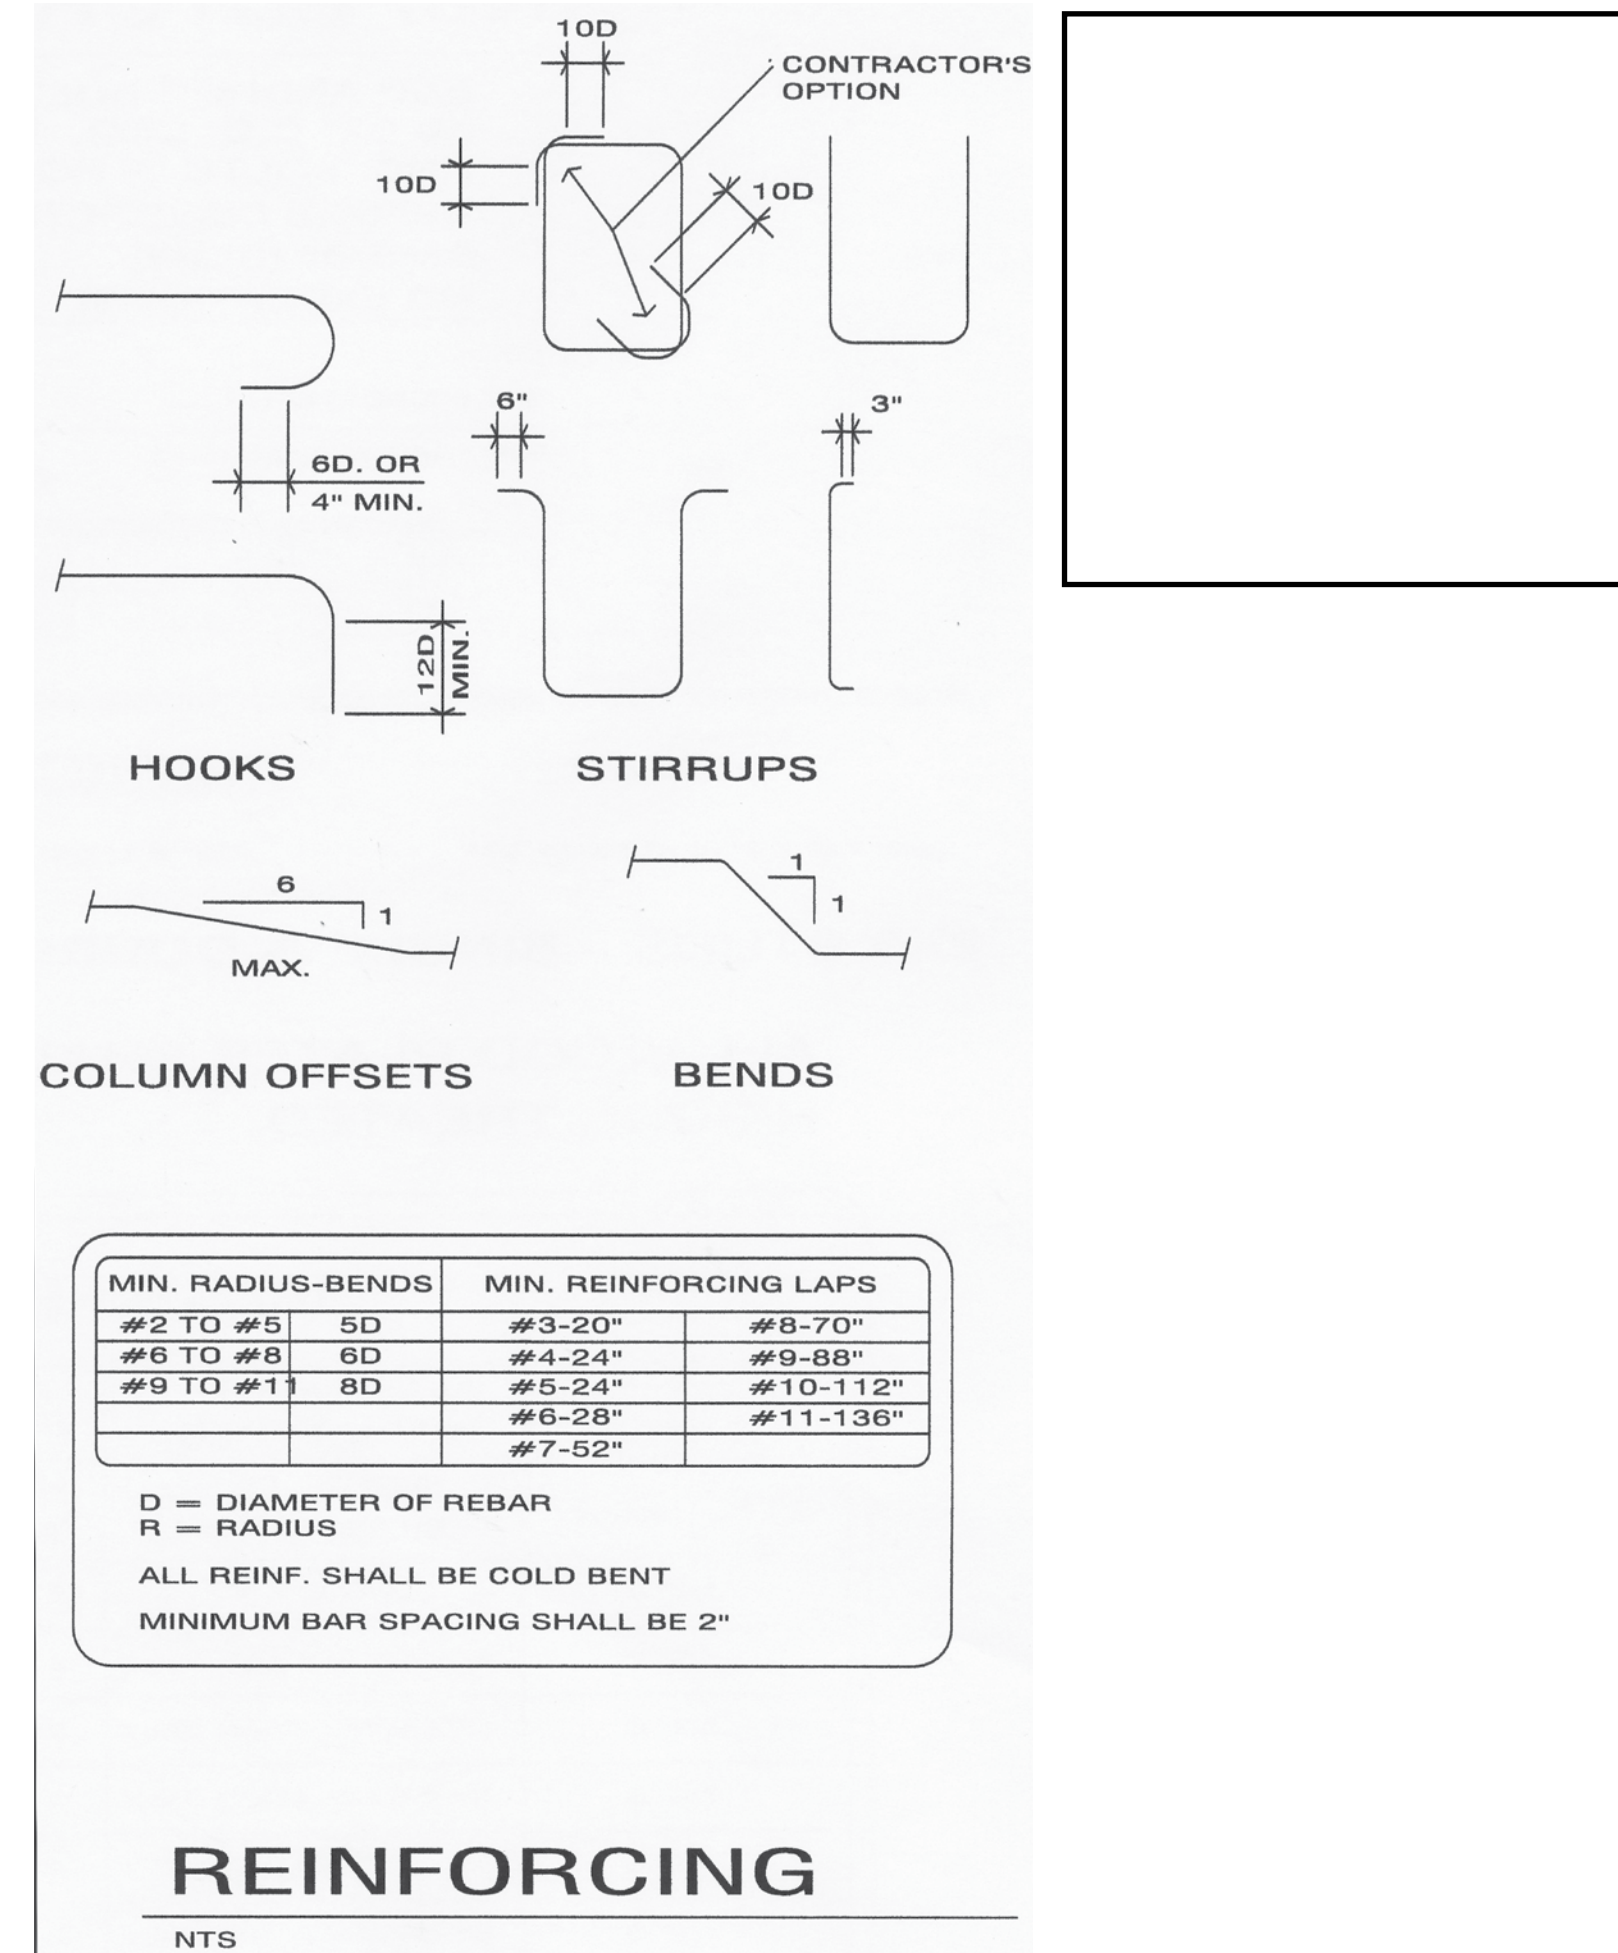 10D
CONTRACTOR'S
OPTION
10D
10D
6"
3"
6D. OR
4" MIN.
12D
MIN.
HOOKS
STIRRUPS
6
1
MAX.
1
1
COLUMN OFFSETS
BENDS
MIN. RADIUS-BENDS
MIN. REINFORCING LAPS
#2 TO #5 5D #3-20" #8-70"
#6 TO #8 6D #4-24" #9-88"
#9 TO #11 8D #5-24" #10-112"
#6-28" #11-136"
#7-52"
D = DIAMETER OF REBAR
R = RADIUS
ALL REINF. SHALL BE COLD BENT
MINIMUM BAR SPACING SHALL BE 2"
REINFORCING
NTS